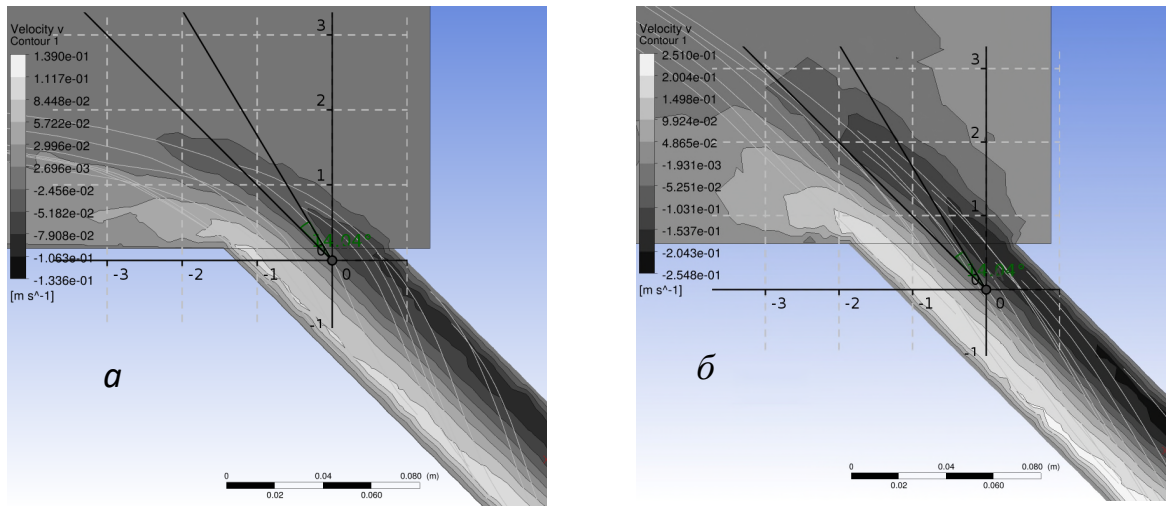 Velocity v
Contour 1
1.390e-01
1.117e-01
8.448e-02
5.722e-02
2.996e-02
2.696e-03
-2.456e-02
-5.182e-02
-7.908e-02
-1.063e-01
-1.336e-01
[m s^-1]
3
2
1
0
-3
-2
-1
0
-1
а
0
0.04
0.080
(m)
0.02
0.060
Velocity v
Contour 1
2.510e-01
2.004e-01
1.498e-01
9.924e-02
4.865e-02
-1.931e-03
-5.251e-02
-1.031e-01
-1.537e-01
-2.043e-01
-2.548e-01
[m s^-1]
3
2
1
0
-3
-2
-1
0
-1
б
0
0.04
0.080
(m)
0.02
0.060